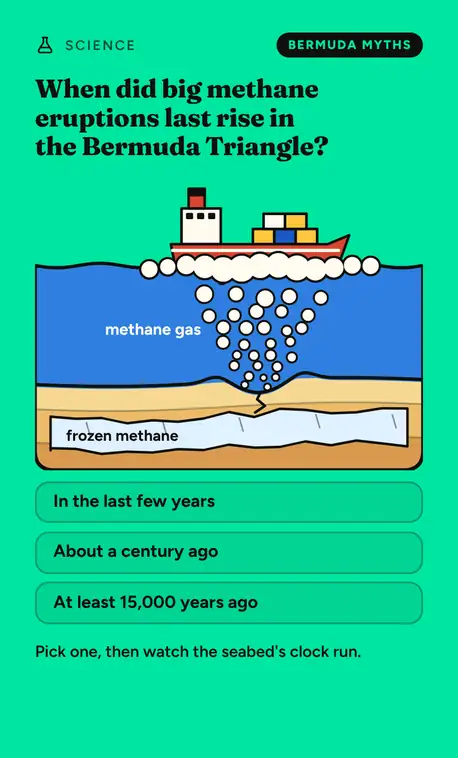 SCIENCE
BERMUDA MYTHS
When did big methane
eruptions last rise in
the Bermuda Triangle?
methane gas
frozen methane
In the last few years
About a century ago
At least 15,000 years ago
Pick one, then watch the seabed's clock run.